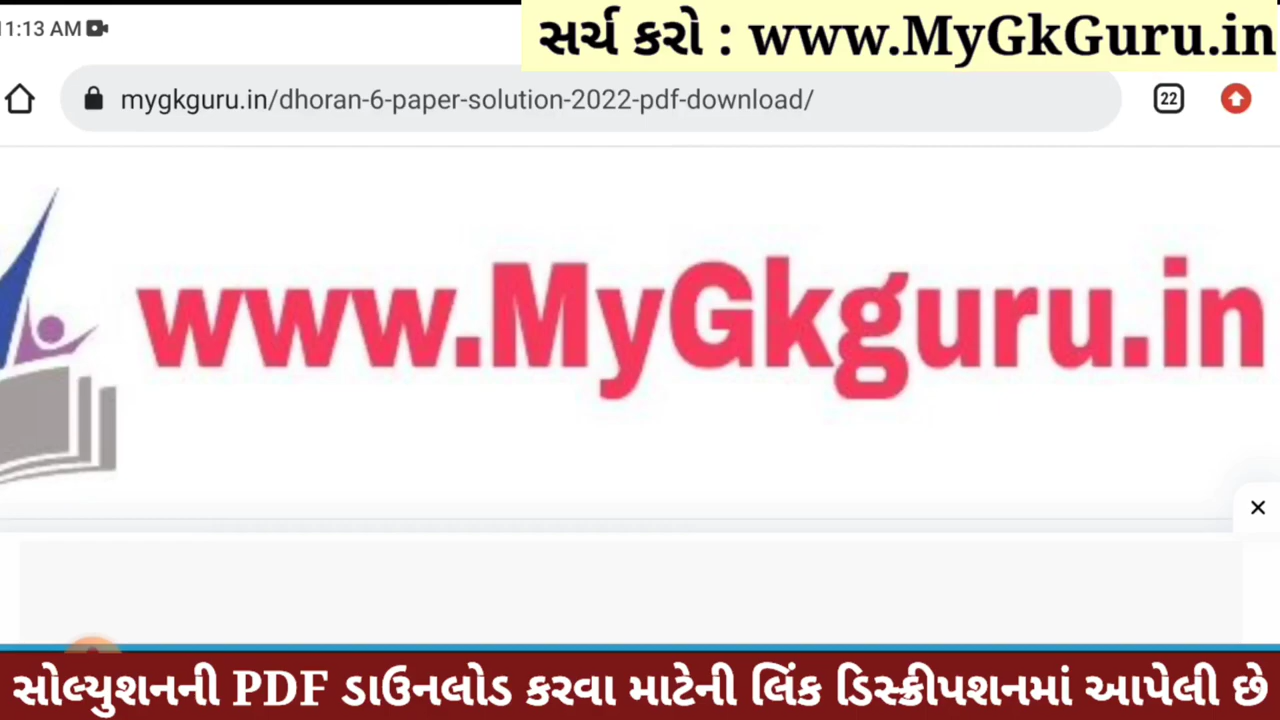 11:13 AM
સર્ચ કરો : www.MyGkGuru.in
mygkguru.in/dhoran-6-paper-solution-2022-pdf-download/
22
www.MyGkguru.in
સોલ્યુશનની PDF ડાઉનલોડ કરવા માટેની લિંક ડિસ્ક્રીપશનમાં આપેલી છે